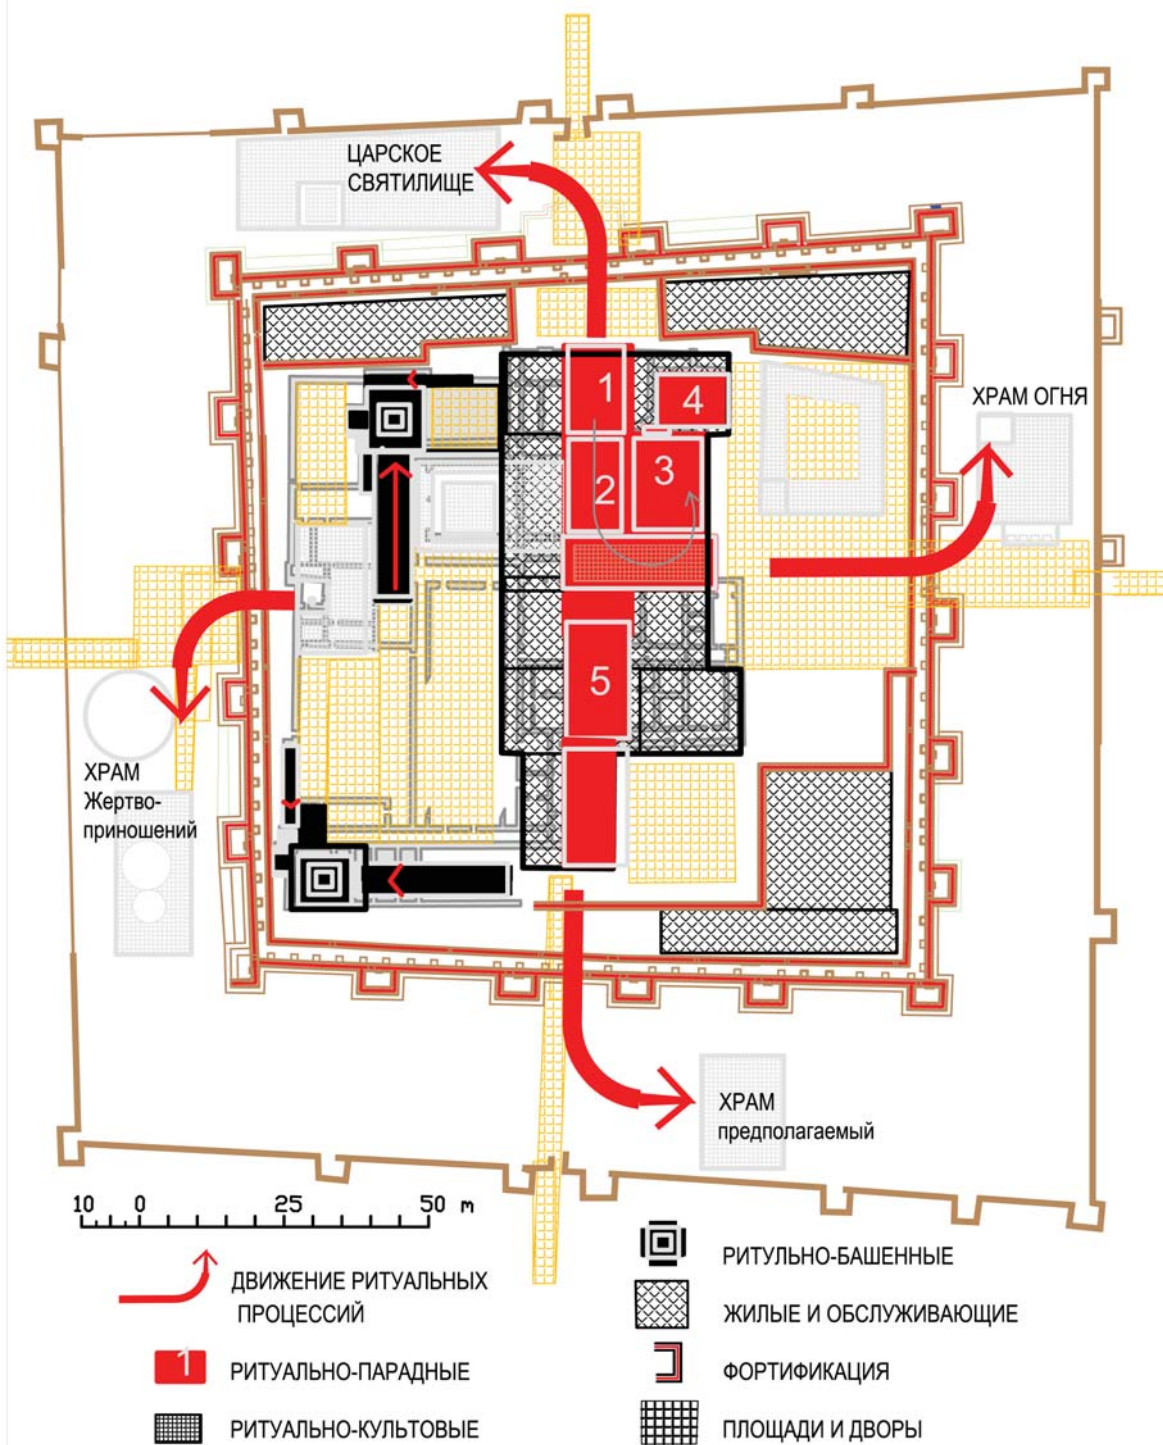 ЦАРСКОЕ
СВЯТИЛИЩЕ
ХРАМ ОГНЯ
1
4
3
2
5
ХРАМ
Жертво-
приношений
ХРАМ
предполагаемый
10 0 25 50 m
ДВИЖЕНИЕ РИТУАЛЬНЫХ
ПРОЦЕССИЙ
1
РИТУАЛЬНО-ПАРАДНЫЕ
РИТУАЛЬНО-КУЛЬТОВЫЕ
РИТУЛЬНО-БАШЕННЫЕ
ЖИЛЫЕ И ОБСЛУЖИВАЮЩИЕ
ФОРТИФИКАЦИЯ
ПЛОЩАДИ И ДВОРЫ